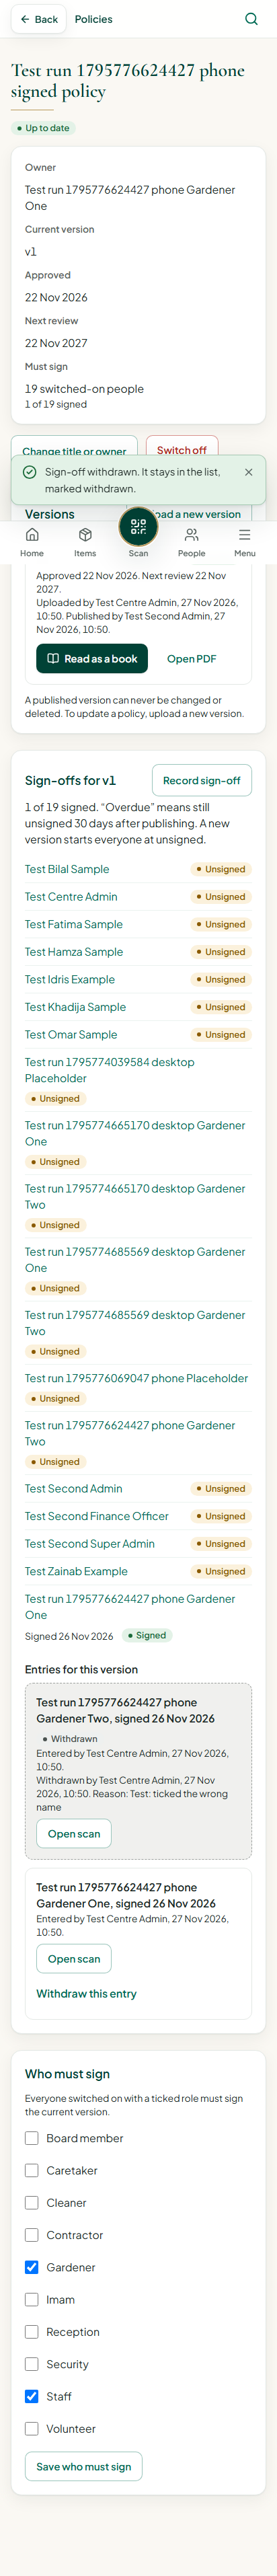 Back
Policies
Test run 1795776624427 phone
signed policy
Up to date
Owner
Test run 1795776624427 phone Gardener
One
Current version
v1
Approved
22 Nov 2026
Next review
22 Nov 2027
Must sign
19 switched-on people
1 of 19 signed
Change title or owner
Switch off
Sign-off withdrawn. It stays in the list,
marked withdrawn.
Versions
load a new version
Home
Items
Scan
People
Menu
Approved 22 Nov 2026. Next review 22 Nov
2027.
Uploaded by Test Centre Admin, 27 Nov 2026,
10:50. Published by Test Second Admin, 27
Nov 2026, 10:50.
Read as a book
Open PDF
A published version can never be changed or
deleted. To update a policy, upload a new version.
Sign-offs for v1
Record sign-off
1 of 19 signed. “Overdue” means still
unsigned 30 days after publishing. A new
version starts everyone at unsigned.
Test Bilal Sample
Unsigned
Test Centre Admin
Unsigned
Test Fatima Sample
Unsigned
Test Hamza Sample
Unsigned
Test Idris Example
Unsigned
Test Khadija Sample
Unsigned
Test Omar Sample
Unsigned
Test run 1795774039584 desktop
Placeholder
Unsigned
Test run 1795774665170 desktop Gardener
One
Unsigned
Test run 1795774665170 desktop Gardener
Two
Unsigned
Test run 1795774685569 desktop Gardener
One
Unsigned
Test run 1795774685569 desktop Gardener
Two
Unsigned
Test run 1795776069047 phone Placeholder
Unsigned
Test run 1795776624427 phone Gardener
Two
Unsigned
Test Second Admin
Unsigned
Test Second Finance Officer
Unsigned
Test Second Super Admin
Unsigned
Test Zainab Example
Unsigned
Test run 1795776624427 phone Gardener
One
Signed 26 Nov 2026
Signed
Entries for this version
Test run 1795776624427 phone
Gardener Two, signed 26 Nov 2026
Withdrawn
Entered by Test Centre Admin, 27 Nov 2026,
10:50.
Withdrawn by Test Centre Admin, 27 Nov
2026, 10:50. Reason: Test: ticked the wrong
name
Open scan
Test run 1795776624427 phone
Gardener One, signed 26 Nov 2026
Entered by Test Centre Admin, 27 Nov 2026,
10:50.
Open scan
Withdraw this entry
Who must sign
Everyone switched on with a ticked role must sign
the current version.
Board member
Caretaker
Cleaner
Contractor
Gardener
Imam
Reception
Security
Staff
Volunteer
Save who must sign